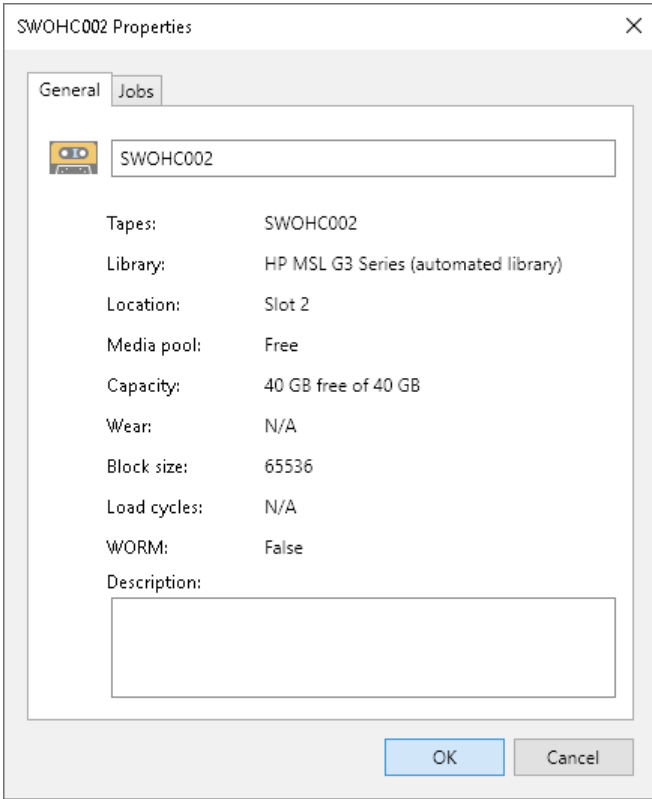 SWOHC002 Properties
General Jobs
SWOHC002
Tapes: SWOHC002
Library: HP MSL G3 Series (automated library)
Location: Slot 2
Media pool: Free
Capacity: 40 GB free of 40 GB
Wear: N/A
Block size: 65536
Load cycles: N/A
WORM: False
Description:
OK Cancel